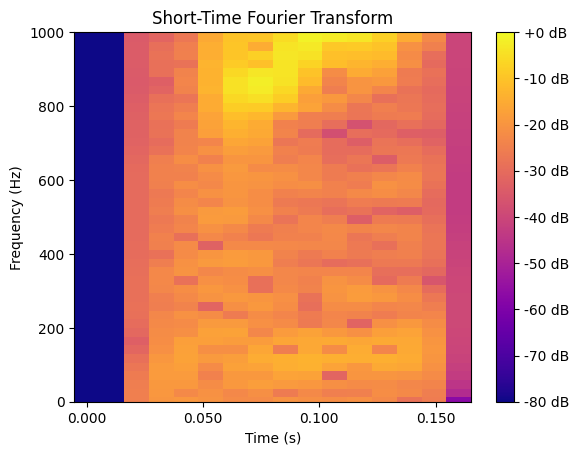 Short-Time Fourier Transform
Frequency (Hz)
1000
800
600
400
200
0
0.000
0.050
0.100
0.150
Time (s)
+0 dB
-10 dB
-20 dB
-30 dB
-40 dB
-50 dB
-60 dB
-70 dB
-80 dB